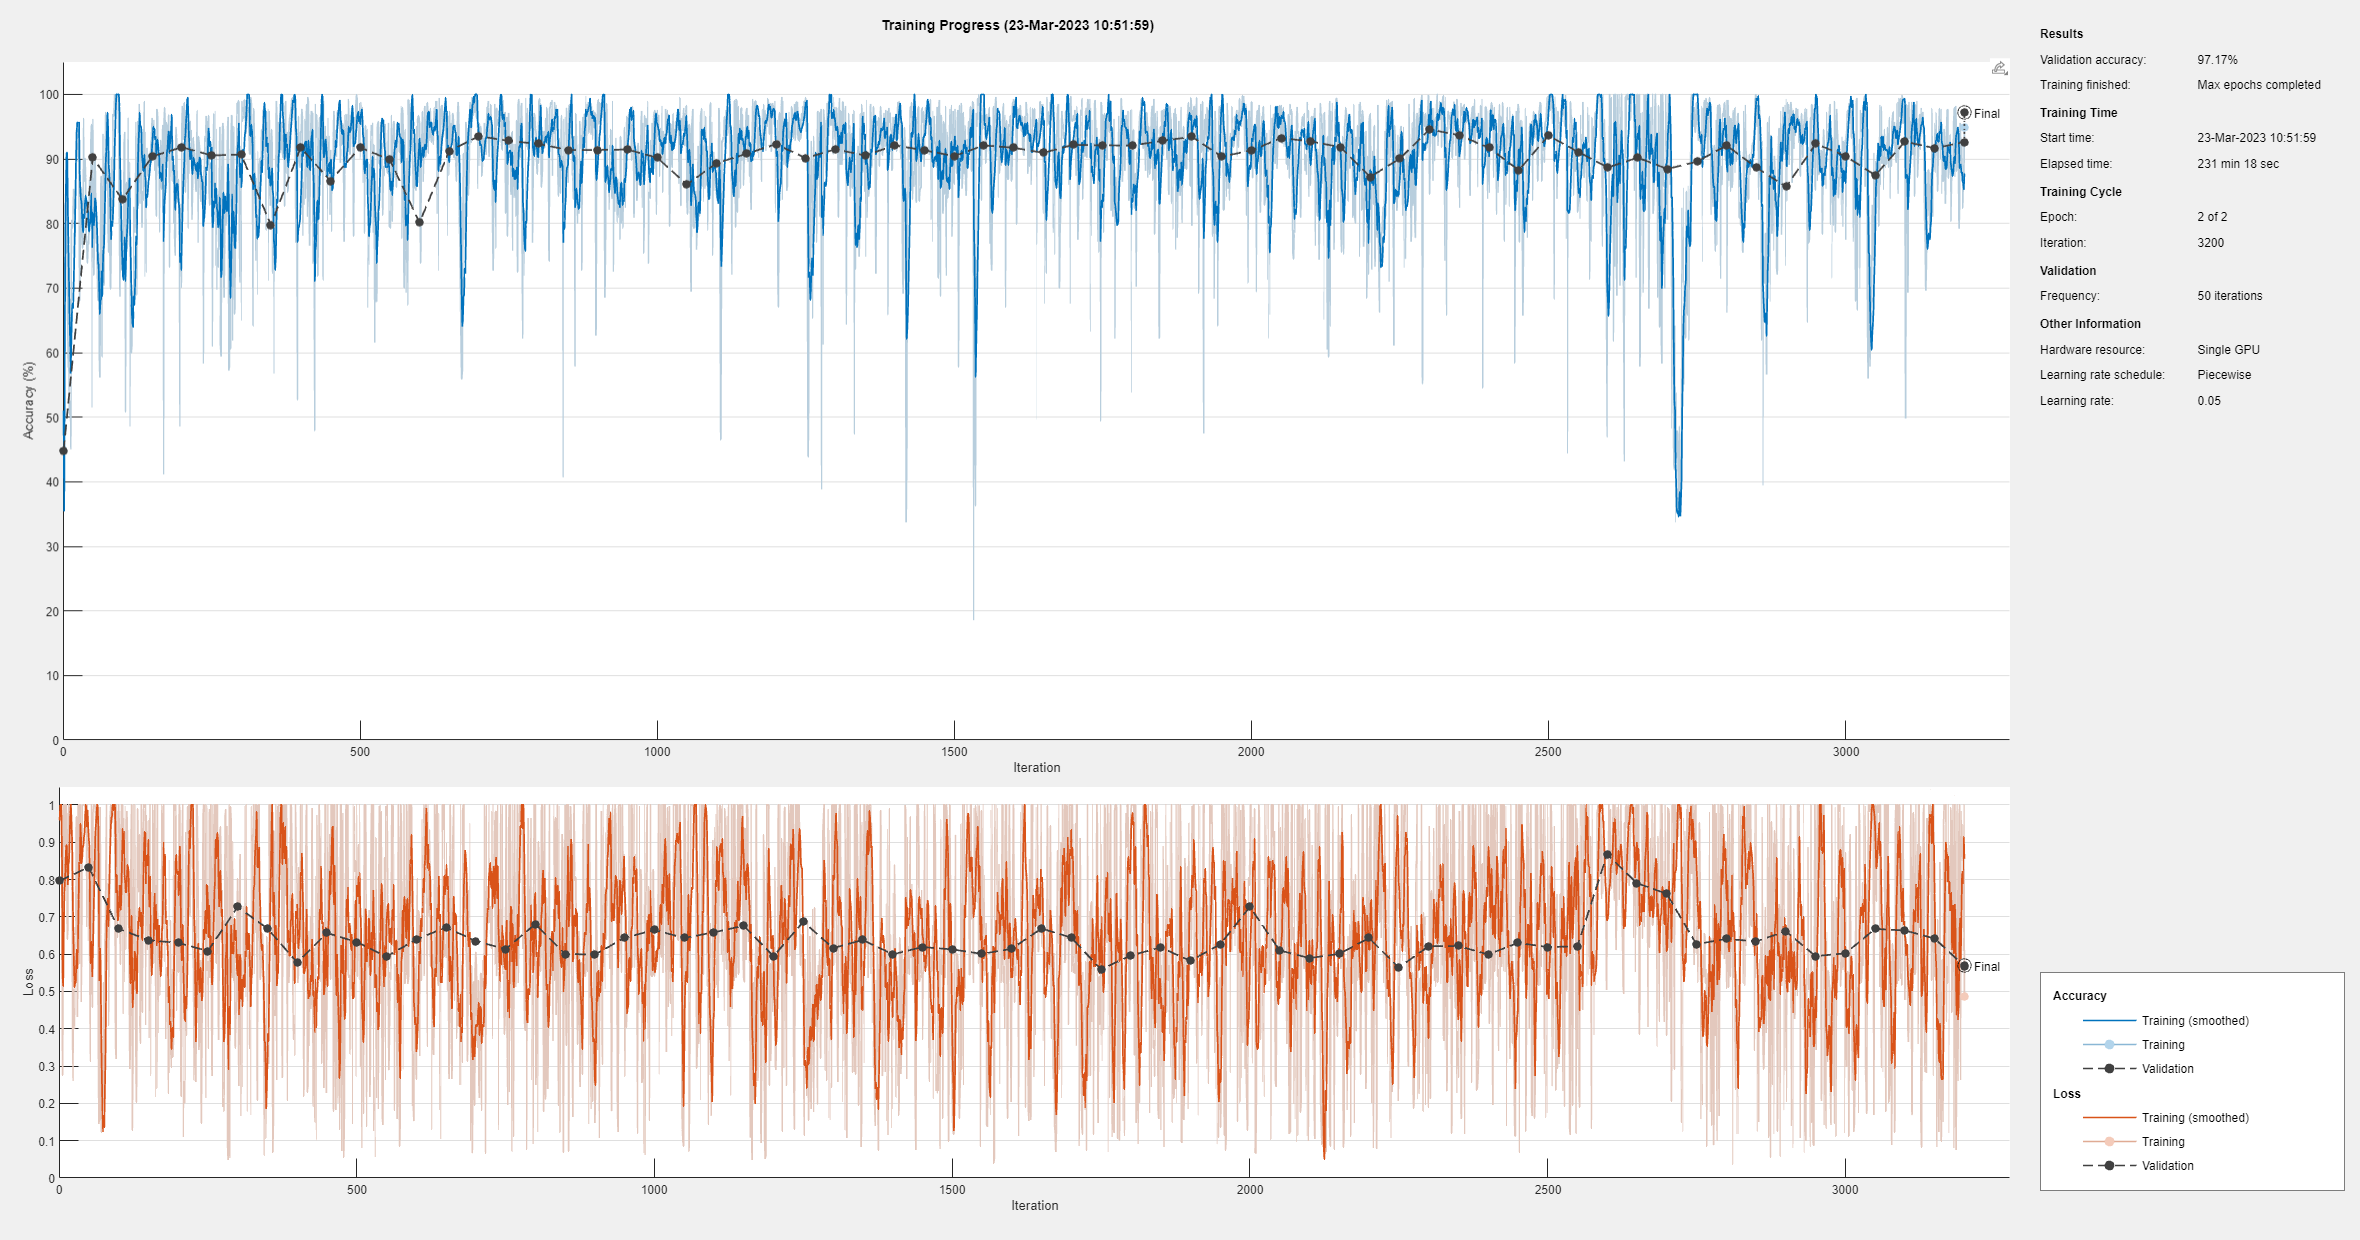 Training Progress (23-Mar-2023 10:51:59)
100
90
80
70
60
50
40
30
20
10
0
Accuracy (%)
Final
0 500 1000 1500 2000 2500 3000
Iteration
1
0.9
0.8
0.7
0.6
0.5
0.4
0.3
0.2
0.1
0
Loss
Final
0 500 1000 1500 2000 2500 3000
Iteration
Results
Validation accuracy: 97.17%
Training finished: Max epochs completed
Training Time
Start time: 23-Mar-2023 10:51:59
Elapsed time: 231 min 18 sec
Training Cycle
Epoch: 2 of 2
Iteration: 3200
Validation
Frequency: 50 iterations
Other Information
Hardware resource: Single GPU
Learning rate schedule: Piecewise
Learning rate: 0.05
Accuracy
Training (smoothed)
Training
Validation
Loss
Training (smoothed)
Training
Validation